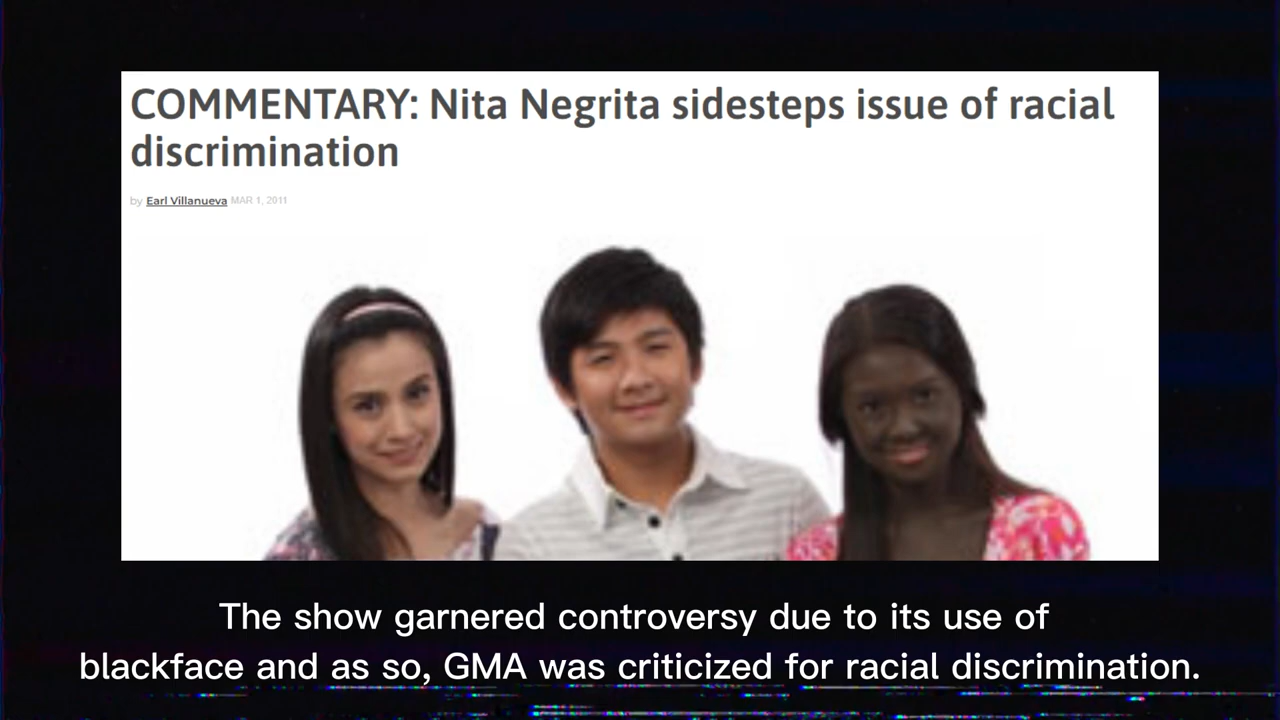 COMMENTARY: Nita Negrita sidesteps issue of racial
discrimination
by Earl Villanueva MAR 1, 2011
The show garnered controversy due to its use of
blackface and as so, GMA was criticized for racial discrimination.